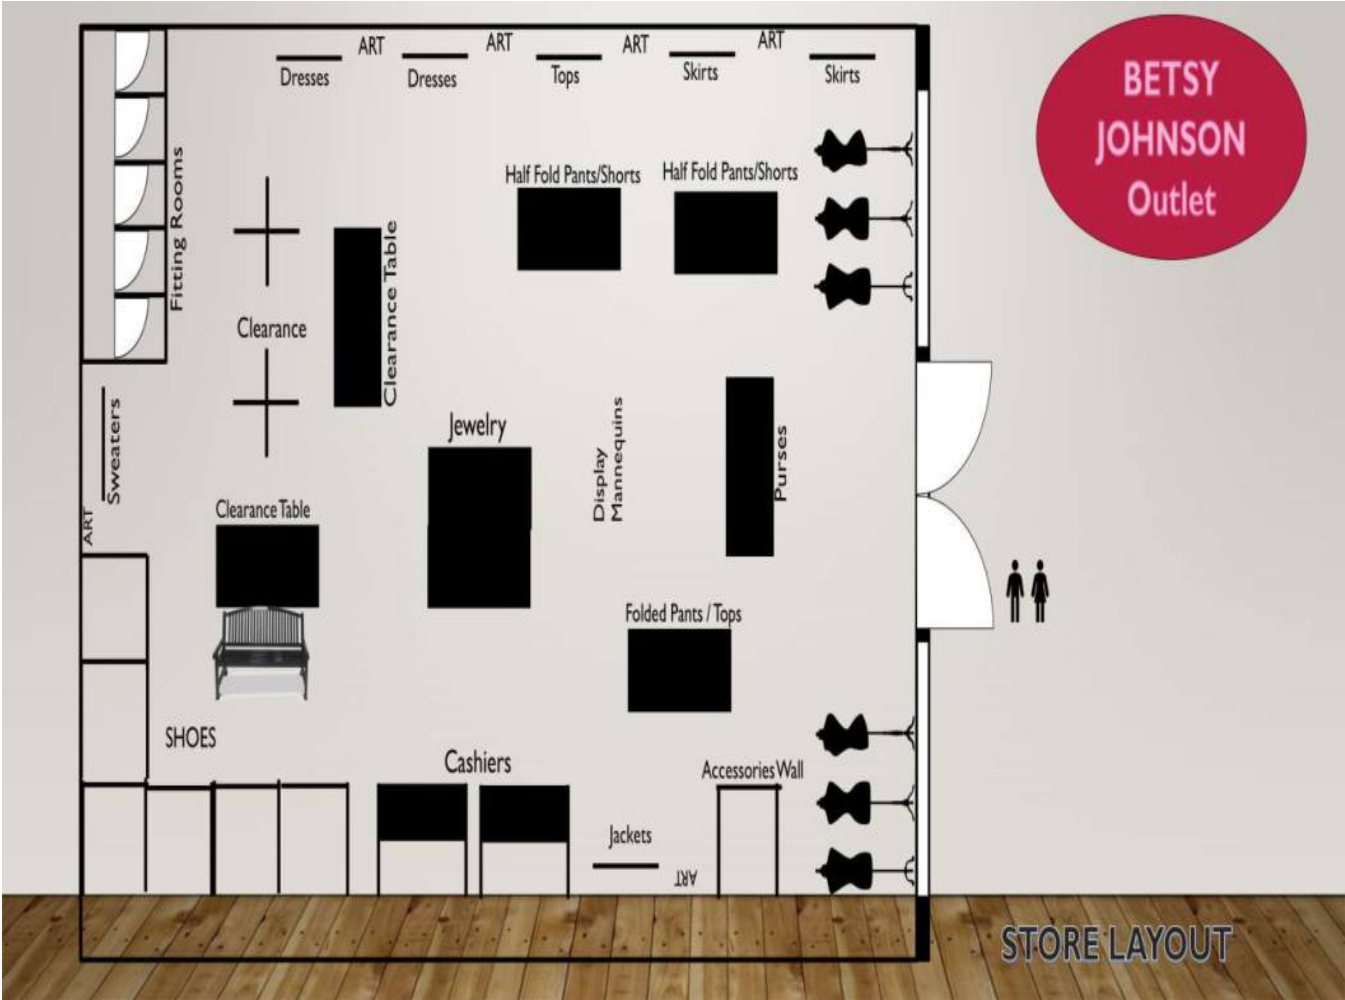 BETSY
JOHNSON
Outlet
ART
ART
ART
ART
Dresses
Dresses
Tops
Skirts
Skirts
Fitting Rooms
Half Fold Pants/Shorts
Half Fold Pants/Shorts
Clearance
Clearance Table
Sweaters
ART
Jewelry
Display
Mannequins
Purses
Clearance Table
Folded Pants / Tops
SHOES
Cashiers
Accessories Wall
Jackets
ART
STORE LAYOUT